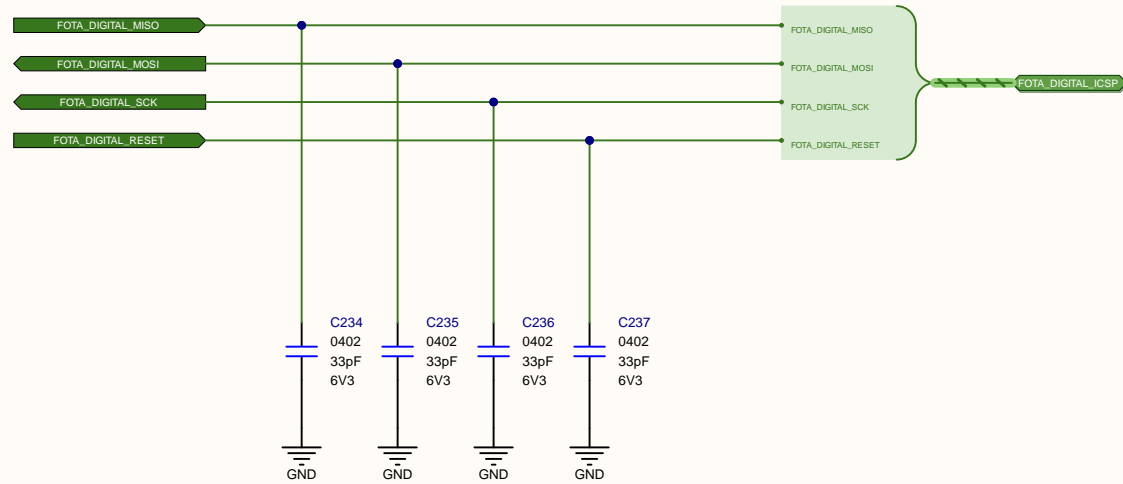 FOTA_DIGITAL_MISO
FOTA_DIGITAL_MISO
FOTA_DIGITAL_MOSI
FOTA_DIGITAL_MOSI
FOTA_DIGITAL_ICSP
FOTA_DIGITAL_SCK
FOTA_DIGITAL_SCK
FOTA_DIGITAL_RESET
FOTA_DIGITAL_RESET
C234
0402
33pF
6V3
C235
0402
33pF
6V3
C236
0402
33pF
6V3
C237
0402
33pF
6V3
GND
GND
GND
GND